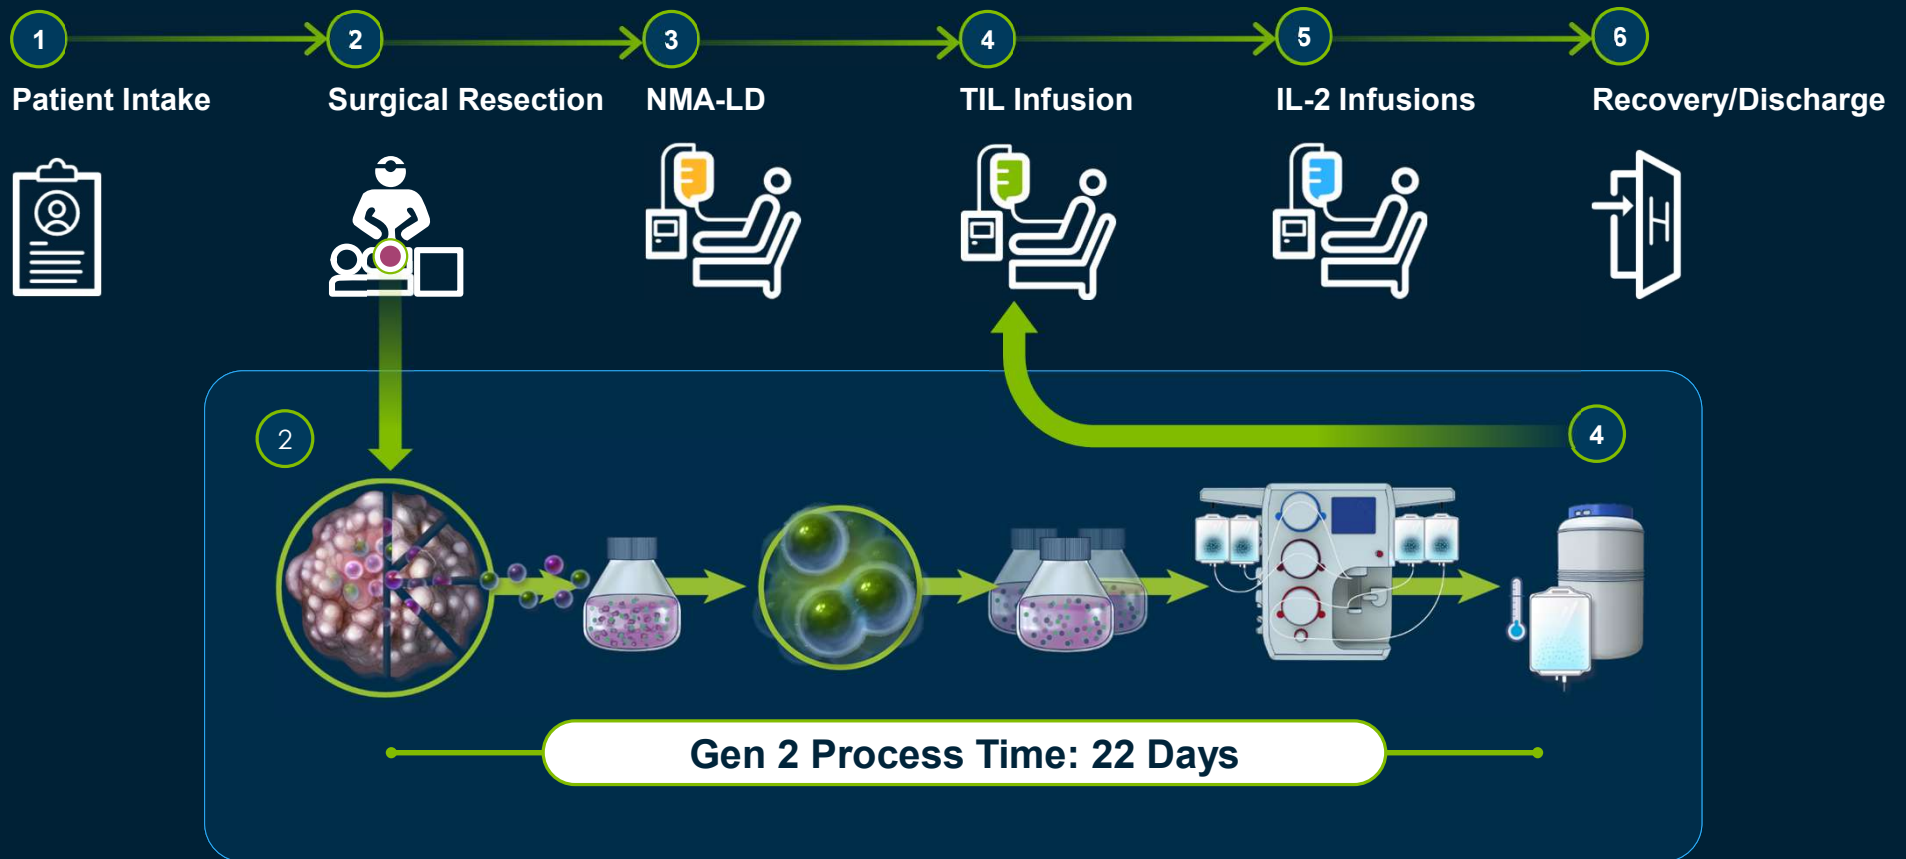 1
2
3
4
5
6
Patient Intake
Surgical Resection
NMA-LD
TIL Infusion
IL-2 Infusions
Recovery/Discharge
H
2
4
Gen 2 Process Time: 22 Days